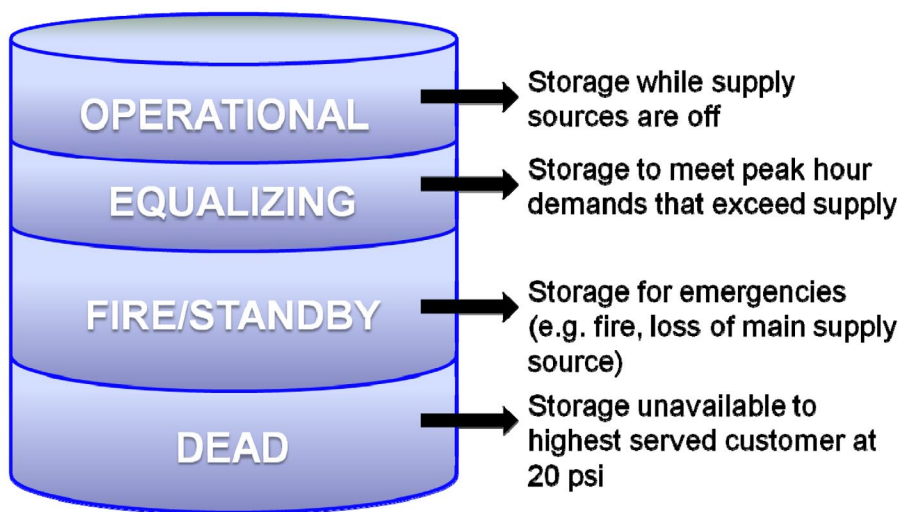 OPERATIONAL
Storage while supply
sources are off
EQUALIZING
Storage to meet peak hour
demands that exceed supply
FIRE/STANDBY
Storage for emergencies
(e.g. fire, loss of main supply
source)
DEAD
Storage unavailable to
highest served customer at
20 psi